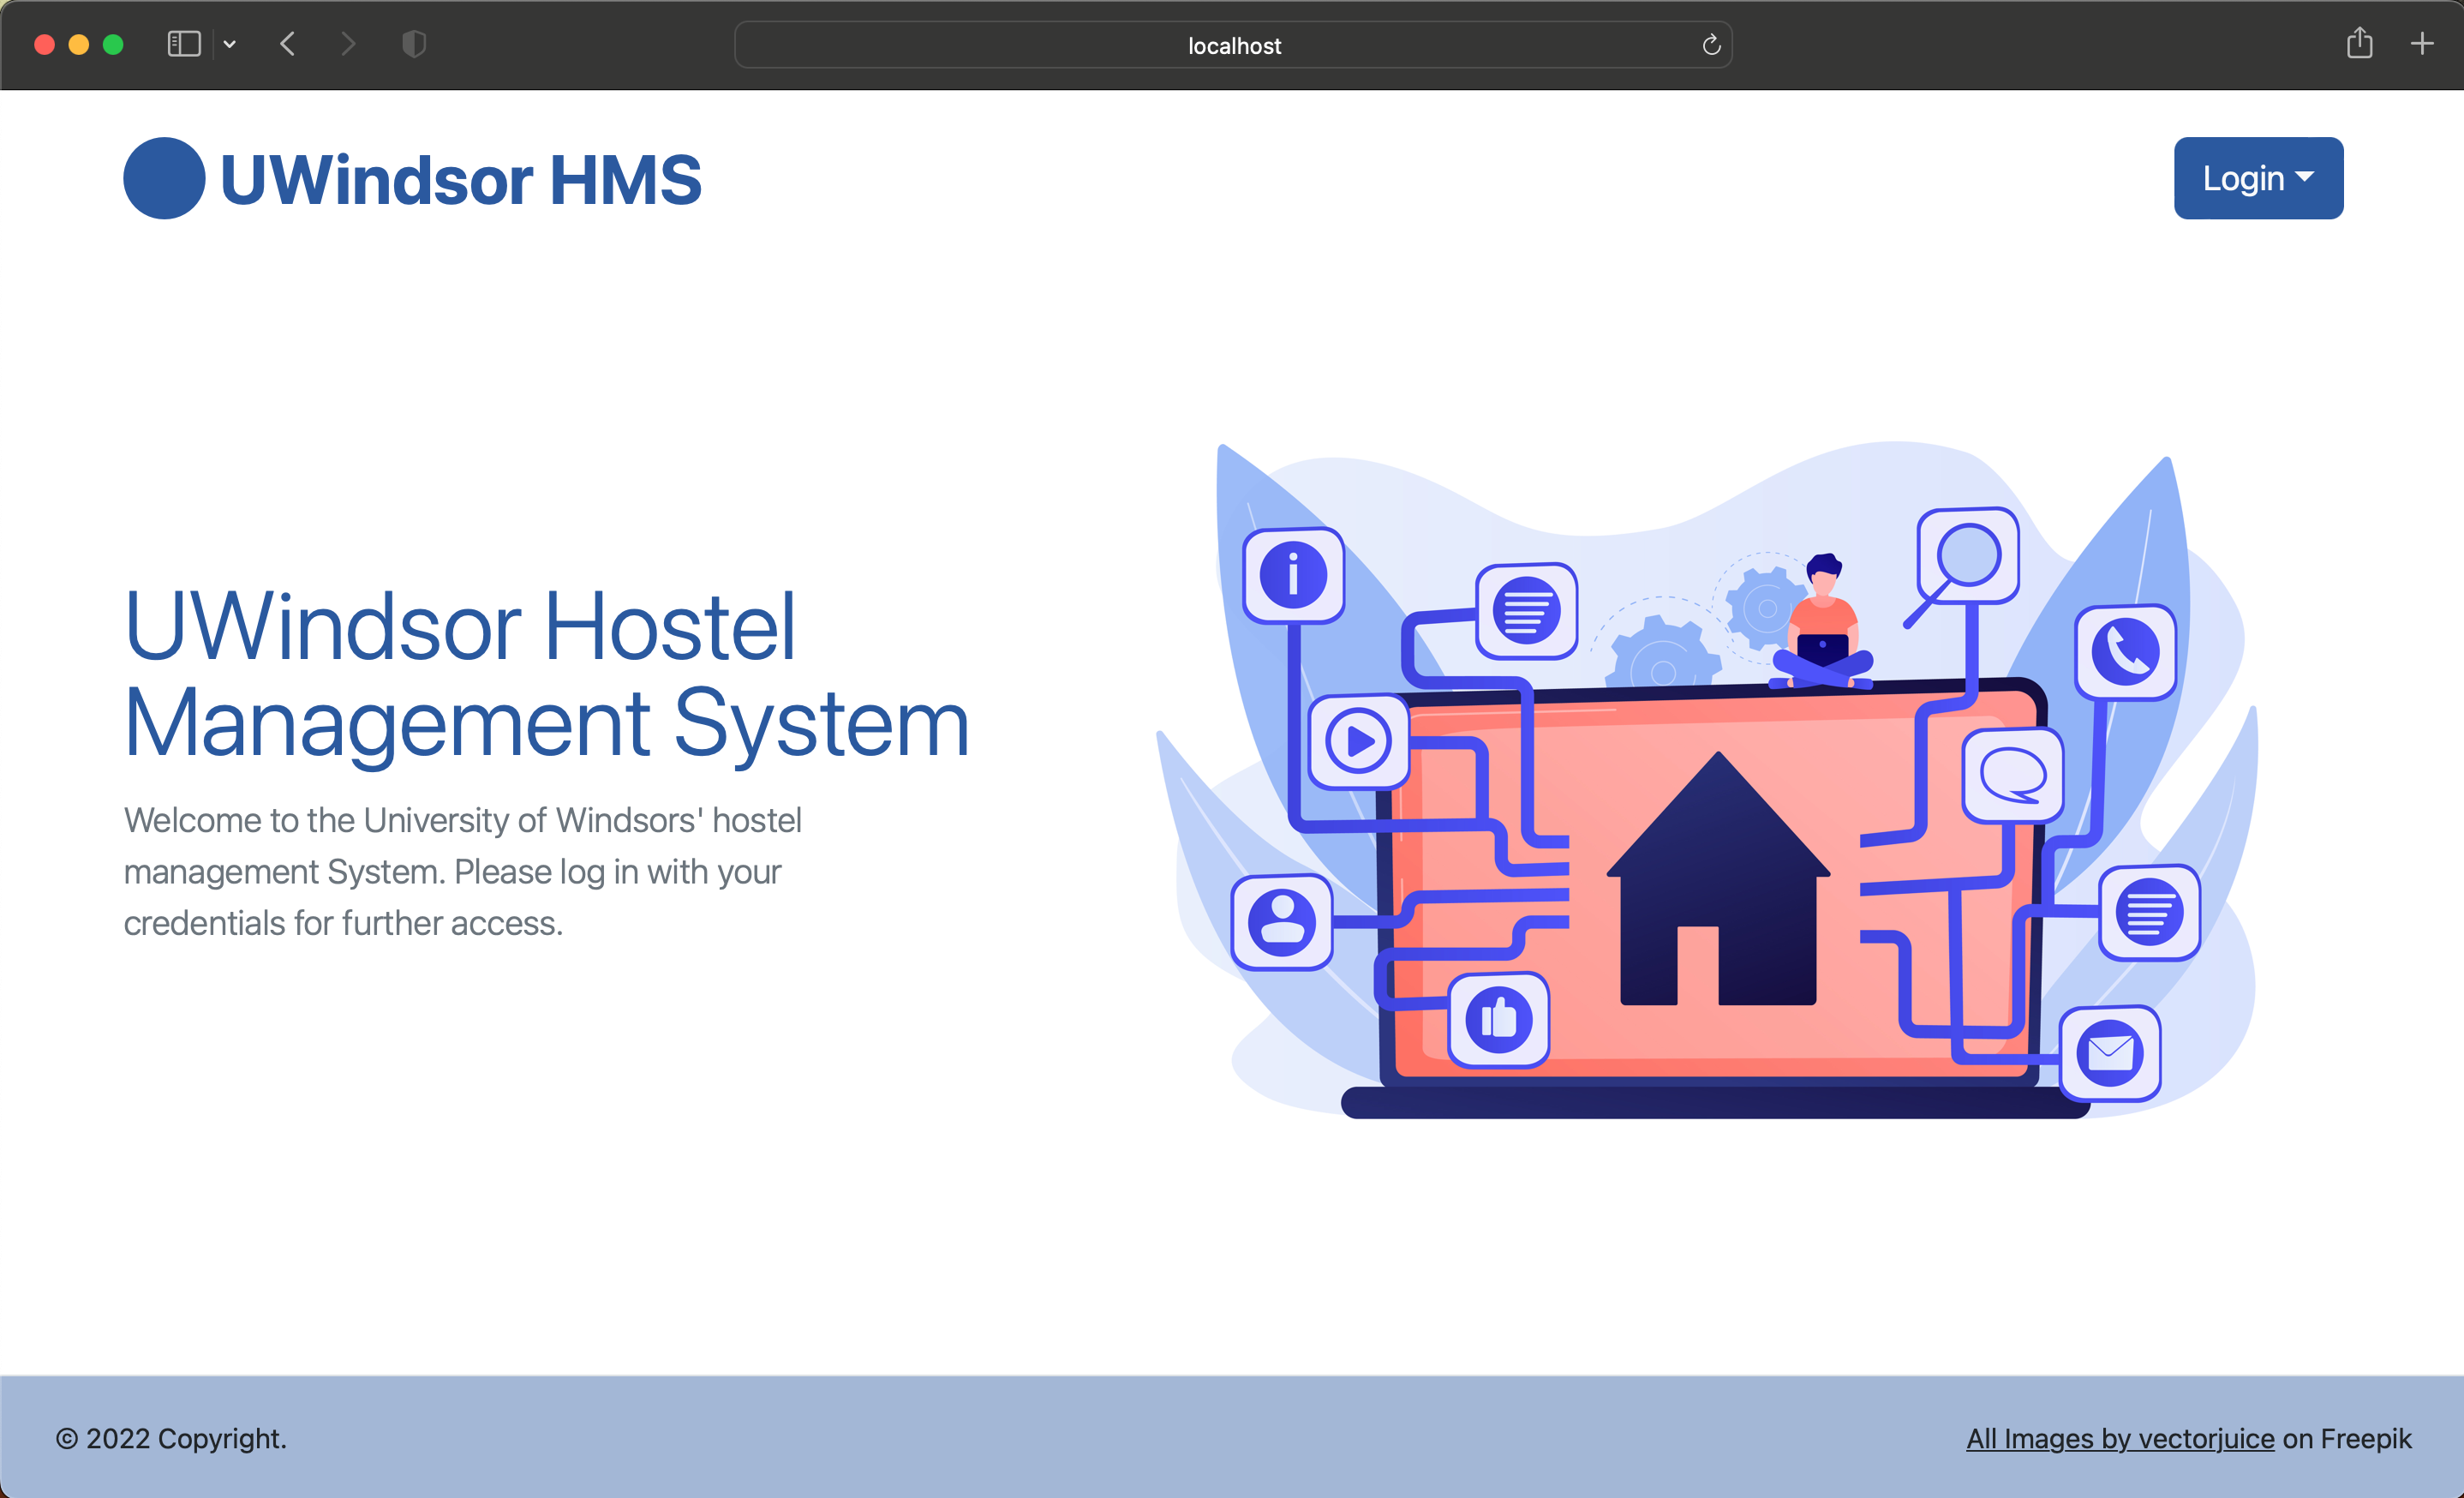 localhost
UWindsor HMS
Login
UWindsor Hostel
Management System
Welcome to the University of Windsors' hostel
management System. Please log in with your
credentials for further access.
© 2022 Copyright.
All Images by vectorjuice on Freepik